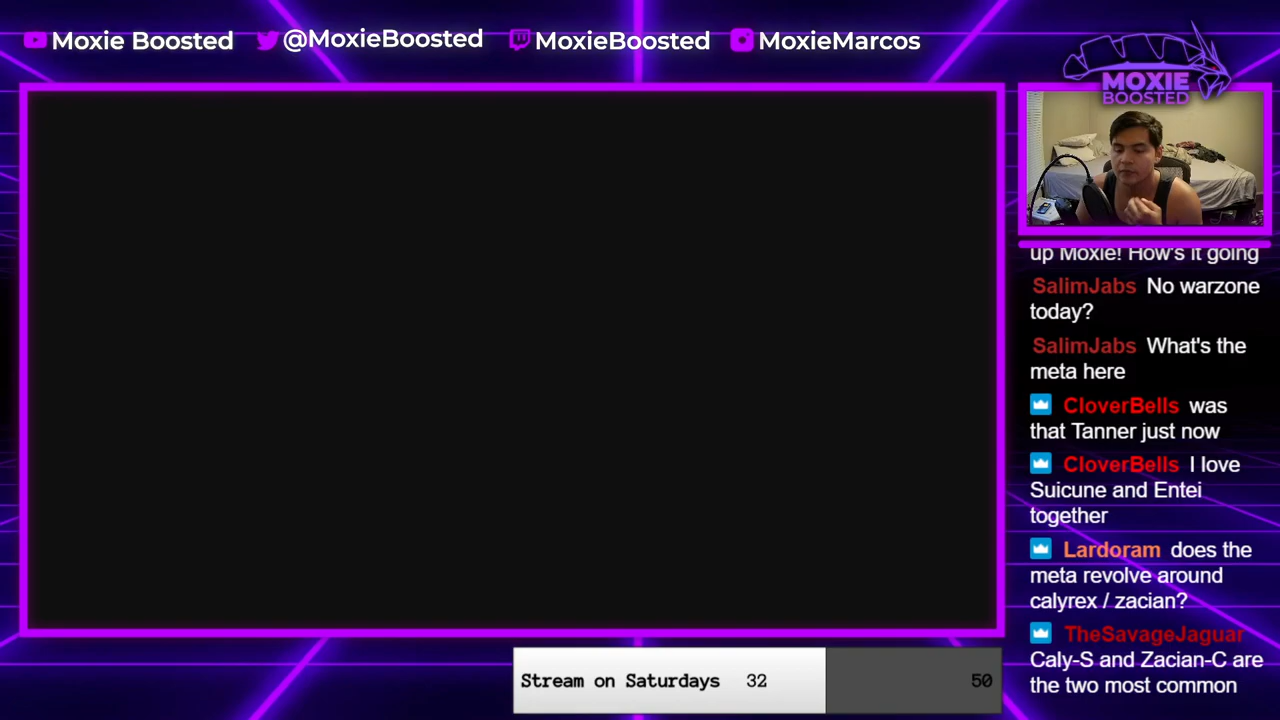 Moxie Boosted @MoxieBoosted MoxieBoosted MoxieMarcos
MOXIE
BOOSTED
up Moxie! How's it going
SalimJabs No warzone
today?
SalimJabs What's the
meta here
CloverBells was
that Tanner just now
CloverBells I love
Suicune and Entei
together
Lardoram does the
meta revolve around
calyrex / zacian?
TheSavageJaguar
Caly-S and Zacian-C are
the two most common
Stream on Saturdays 32 50